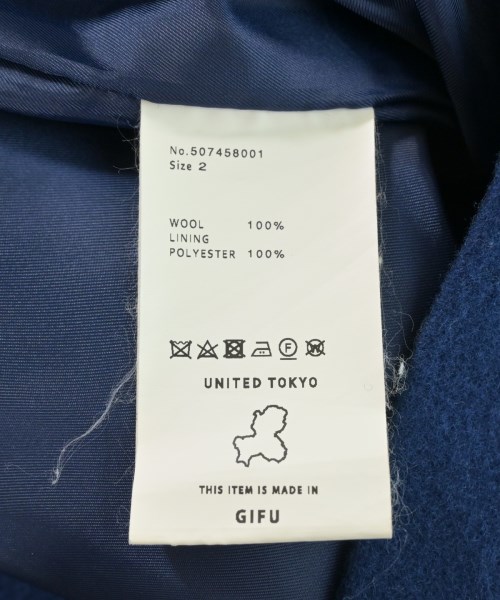 No.507458001
Size 2
WOOL 100%
LINING
POLYESTER 100%
F
W
UNITED TOKYO
THIS ITEM IS MADE IN
GIFU